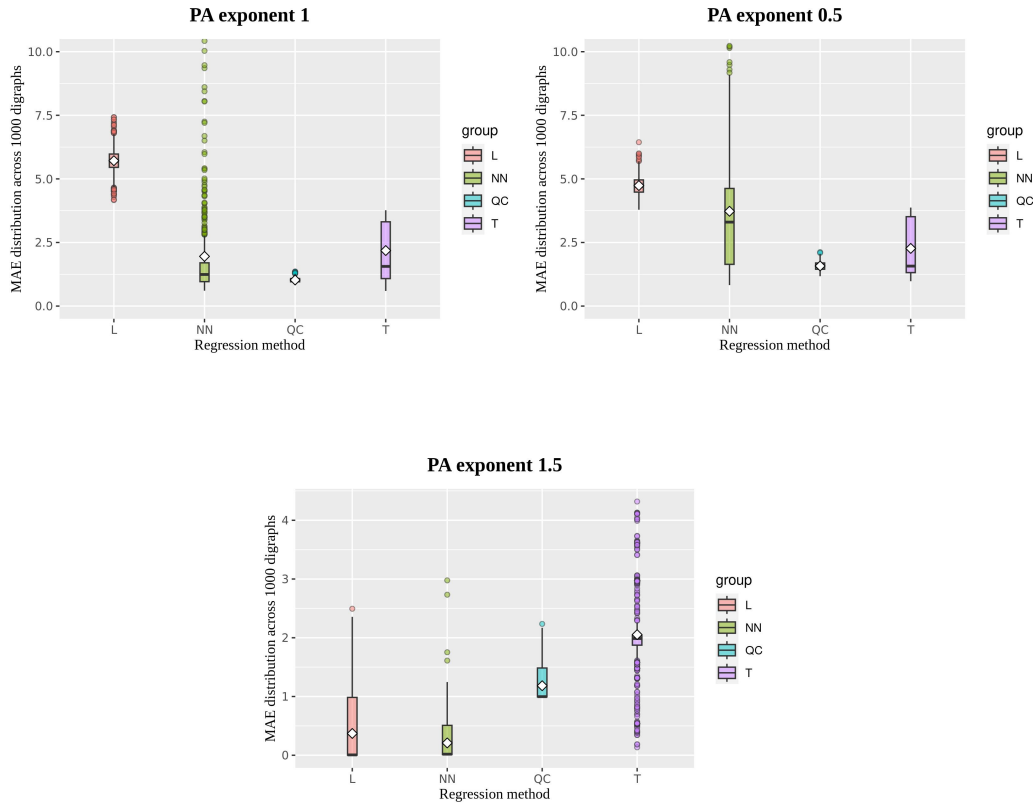 PA exponent 1
MAE distribution across 1000 digraphs
10.0
7.5
5.0
2.5
0.0
L
NN
QC
T
Regression method
group
L
NN
QC
T
PA exponent 0.5
MAE distribution across 1000 digraphs
10.0
7.5
5.0
2.5
0.0
L
NN
QC
T
Regression method
group
L
NN
QC
T
PA exponent 1.5
MAE distribution across 1000 digraphs
4
3
2
1
0
L
NN
QC
T
Regression method
group
L
NN
QC
T